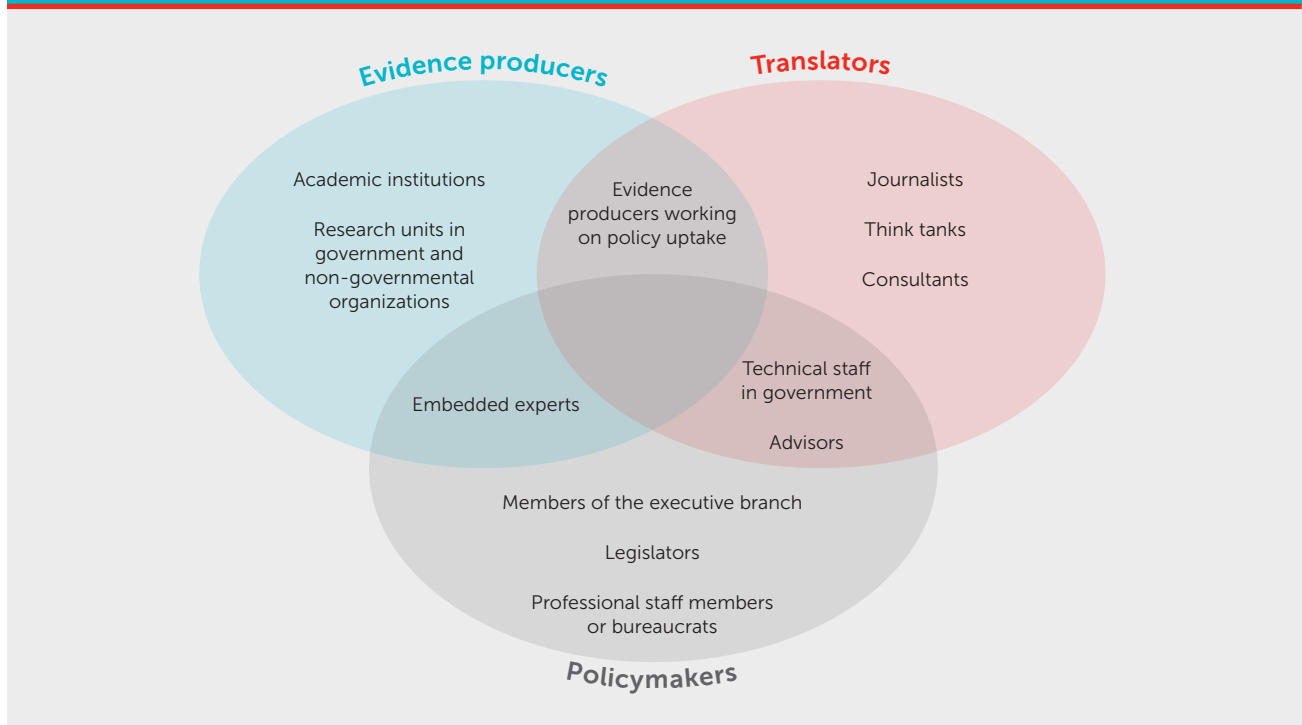 Evidence producers
Translators
Academic institutions
Research units in
government and
non-governmental
organizations
Evidence
producers working
on policy uptake
Journalists
Think tanks
Consultants
Embedded experts
Technical staff
in government
Advisors
Members of the executive branch
Legislators
Professional staff members
or bureaucrats
Policymakers